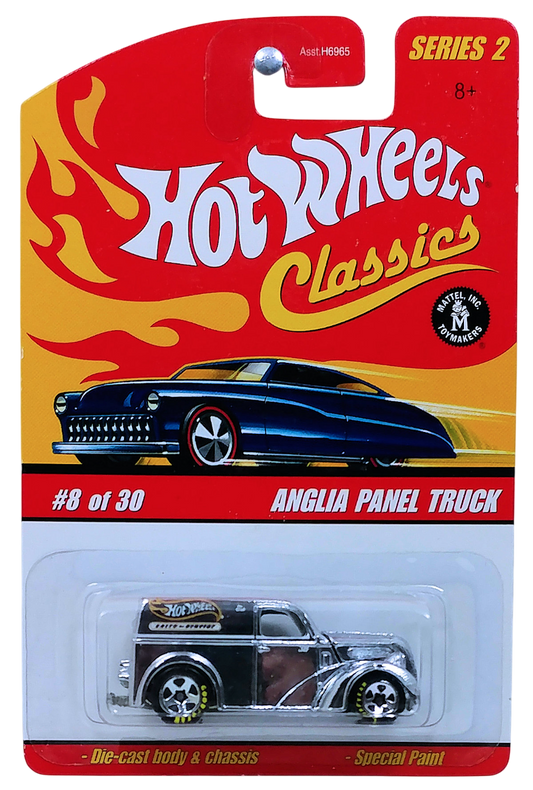 Asst.H6965
SERIES 2
8+
HOT WHEELS
Classics
MATTEL, INC.
M
TOYMAKERS
#8 of 30
ANGLIA PANEL TRUCK
HOT WHEELS
- Die-cast body & chassis
- Special Paint